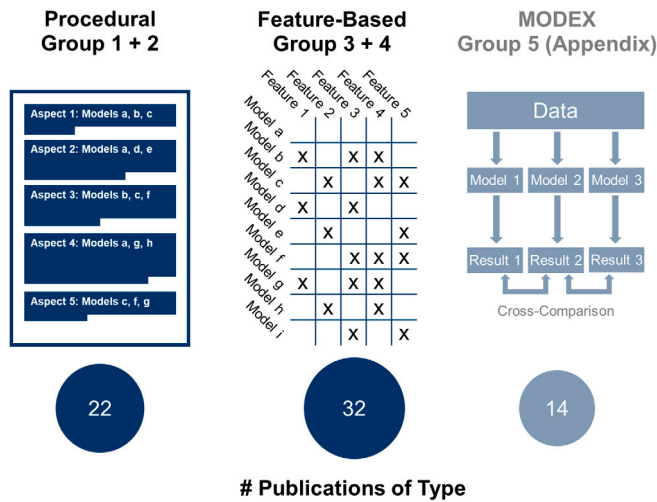 Procedural
Group 1 + 2
Feature-Based
Group 3 + 4
MODEX
Group 5 (Appendix)
Aspect 1: Models a, b, c
Aspect 2: Models a, d, e
Aspect 3: Models b, c, f
Aspect 4: Models a, g, h
Aspect 5: Models c, f, g
Feature 1
Feature 2
Feature 3
Feature 4
Feature 5
Model a
Model b x x x
Model c x x x
Model d x x
Model e x x
Model f x x x
Model g x x x
Model h x x
Model i x x
Data
Model 1
Model 2
Model 3
Result 1
Result 2
Result 3
Cross-Comparison
22
32
14
# Publications of Type